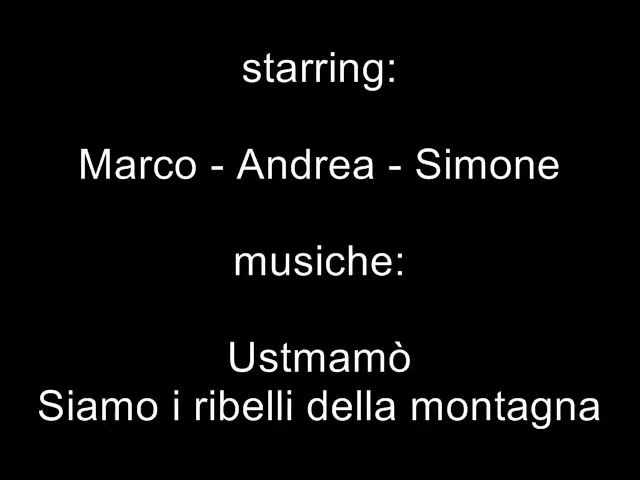 starring:
Marco - Andrea - Simone
musiche:
Ustmamò
Siamo i ribelli della montagna